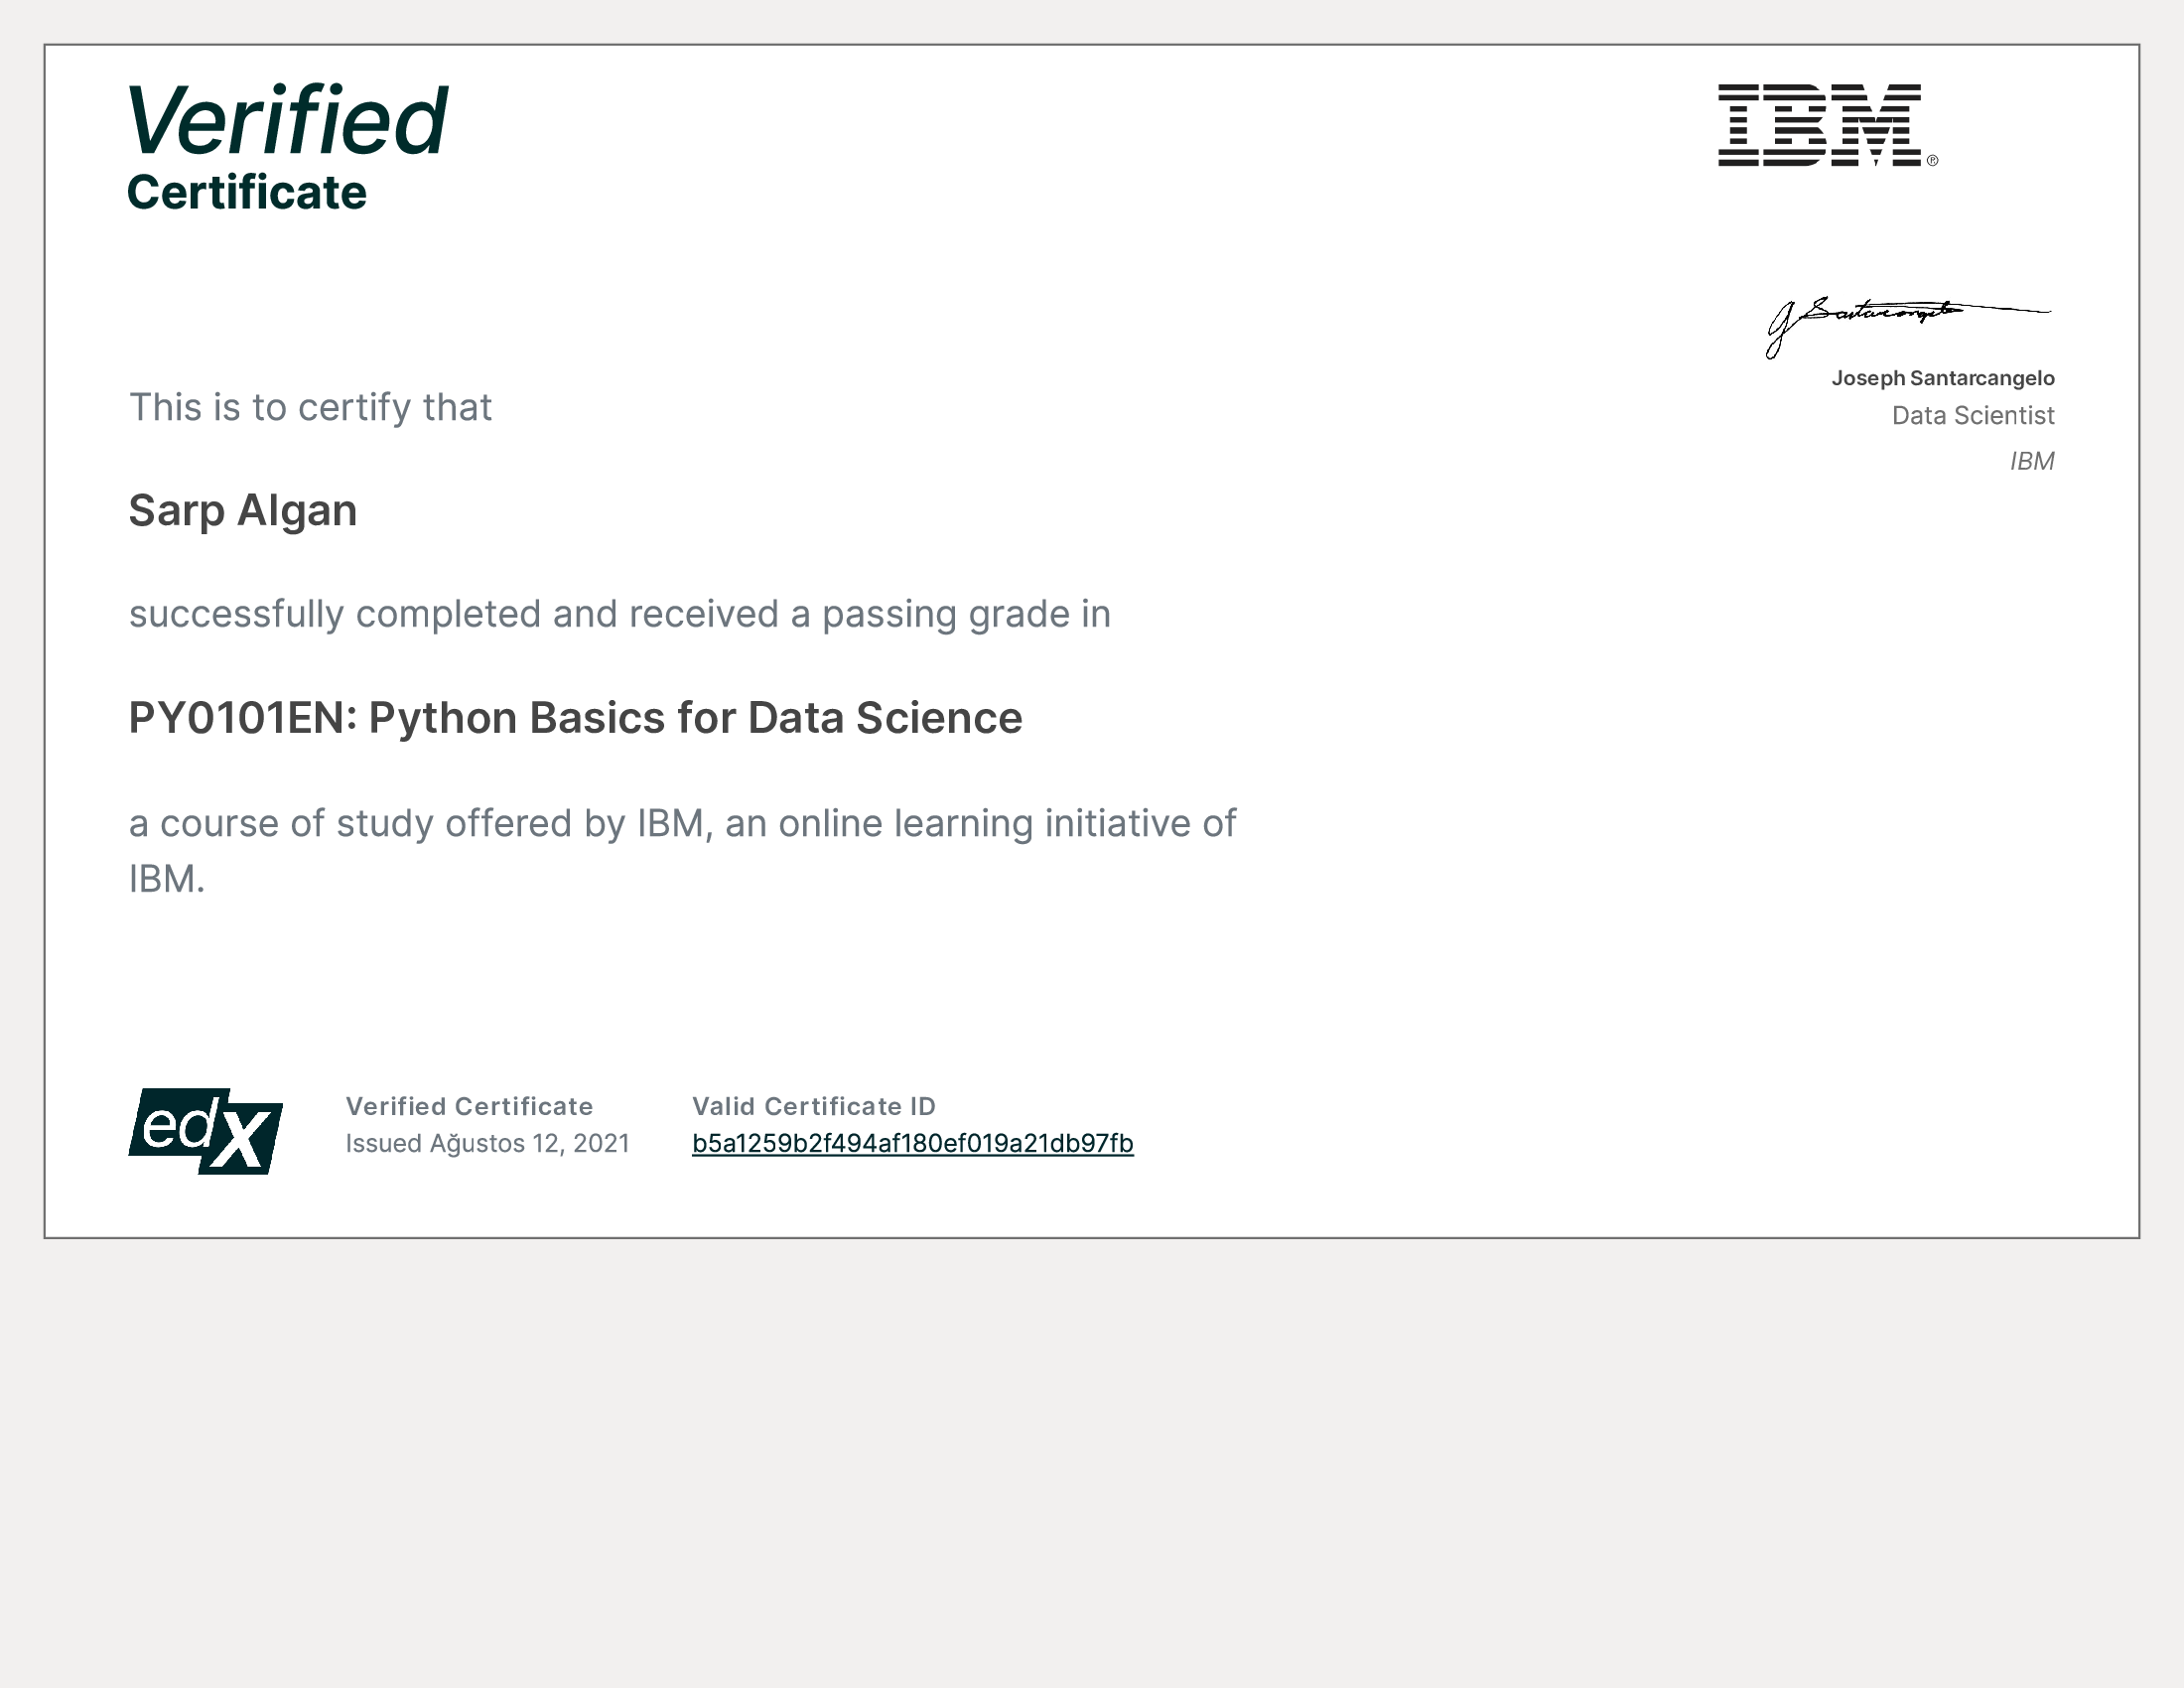 Verified
Certificate
IBM®
Joseph Santarcangelo
Data Scientist
IBM
This is to certify that
Sarp Algan
successfully completed and received a passing grade in
PY0101EN: Python Basics for Data Science
a course of study offered by IBM, an online learning initiative of
IBM.
edX
Verified Certificate
Issued Ağustos 12, 2021
Valid Certificate ID
b5a1259b2f494af180ef019a21db97fb